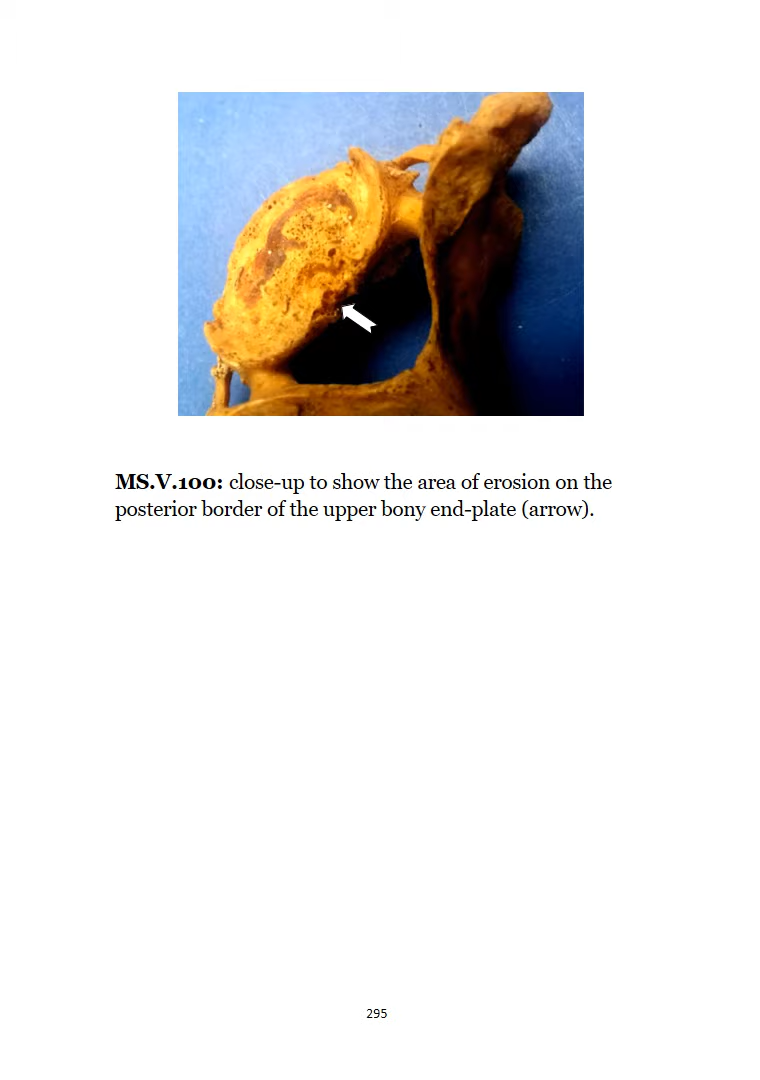 MS.V.100: close-up to show the area of erosion on the
posterior border of the upper bony end-plate (arrow).
295